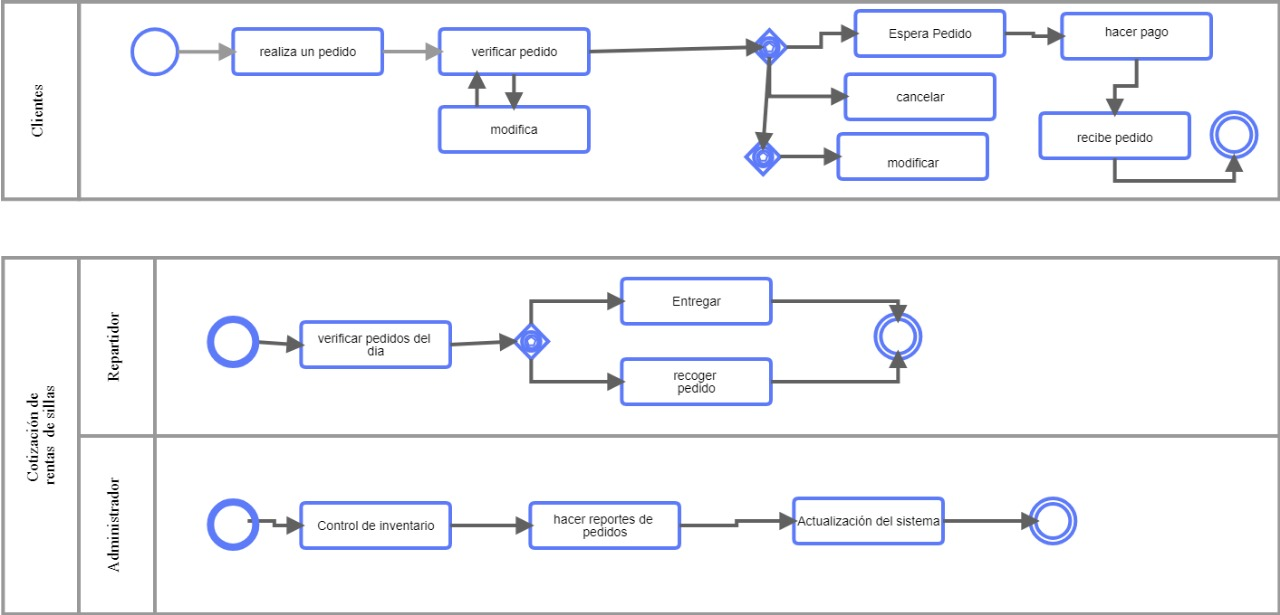 Clientes
realiza un pedido
verificar pedido
modifica
Espera Pedido
cancelar
modificar
hacer pago
recibe pedido
Cotización de
rentas de sillas
Repartidor
verificar pedidos del
dia
Entregar
recoger
pedido
Administrador
Control de inventario
hacer reportes de
pedidos
Actualización del sistema